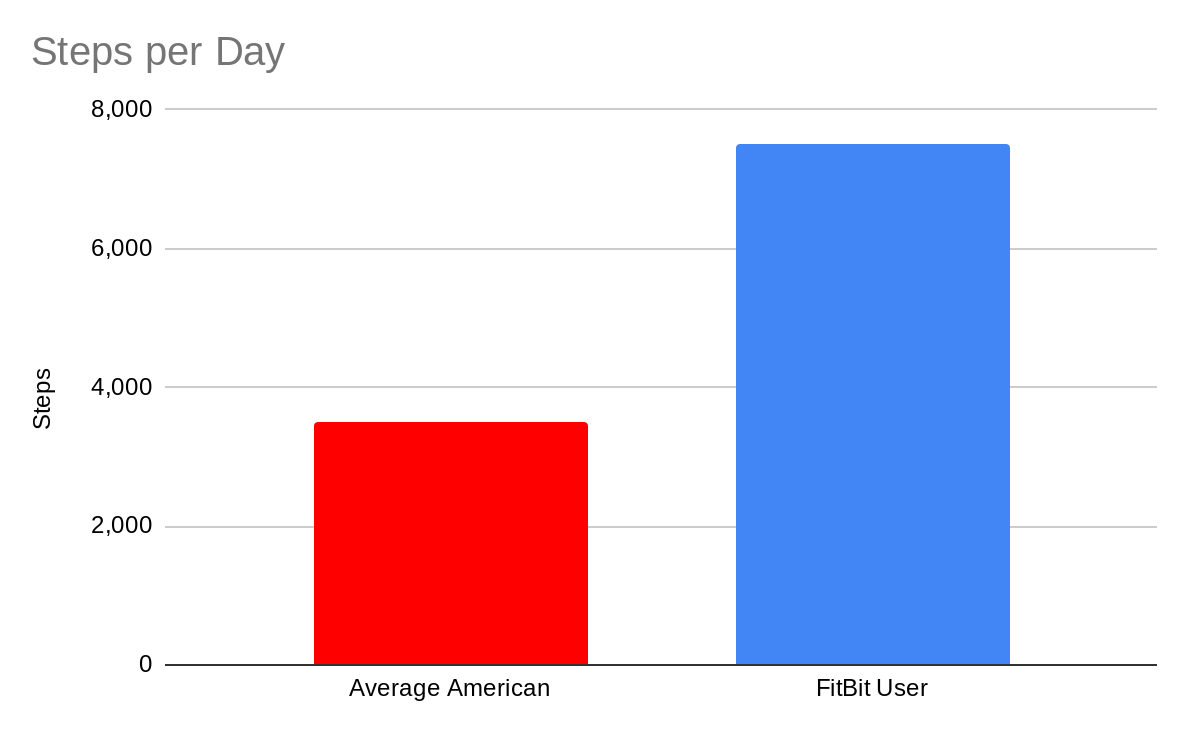 Steps per Day
8,000
6,000
4,000
2,000
0
Steps
Average American
FitBit User